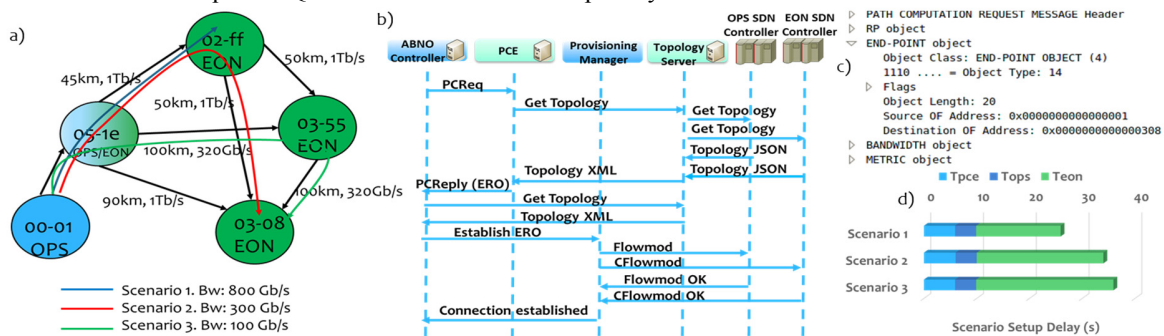 a)
02-ff
EON
50km, 1Tb/s
45km, 1Tb/s
50km, 1Tb/s
05-1e
OPS/EON
03-55
EON
100km, 320Gb/s
90km, 1Tb/s
100km, 320Gb/s
00-01
OPS
03-08
EON
Scenario 1. Bw: 800 Gb/s
Scenario 2. Bw: 300 Gb/s
Scenario 3. Bw: 100 Gb/s
b)
ABNO
Controller
PCE
Provisioning
Manager
Topology
Server
OPS SDN
Controller
EON SDN
Controller
PCReq
Get Topology
Get Topology
Get Topology
Topology JSON
Topology XML
Topology JSON
PCReply (ERO)
Get Topology
Topology XML
Establish ERO
Flowmod
CFlowmod
Flowmod OK
CFlowmod OK
Connection established
c)
PATH COMPUTATION REQUEST MESSAGE Header
RP object
END-POINT object
Object Class: END-POINT OBJECT (4)
1110 .... = Object Type: 14
Flags
Object Length: 20
Source OF Address: 0x0000000000000001
Destination OF Address: 0x0000000000000308
BANDWIDTH object
METRIC object
d)
Tpce
Tops
Teon
0
20
40
Scenario 1
Scenario 2
Scenario 3
Scenario Setup Delay (s)